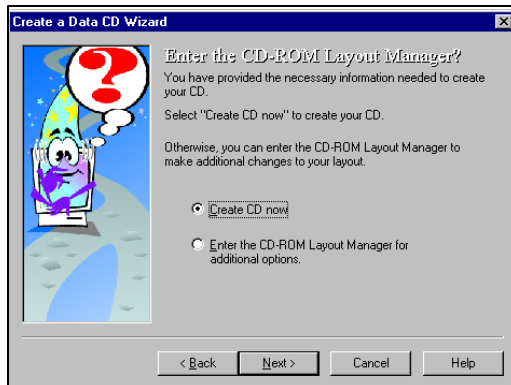 Create a Data CD Wizard
?
Enter the CD-ROM Layout Manager?
You have provided the necessary information needed to create
your CD.
Select "Create CD now" to create your CD.
Otherwise, you can enter the CD-ROM Layout Manager to
make additional changes to your layout.
Create CD now
Enter the CD-ROM Layout Manager for
additional options.
< Back
Next >
Cancel
Help